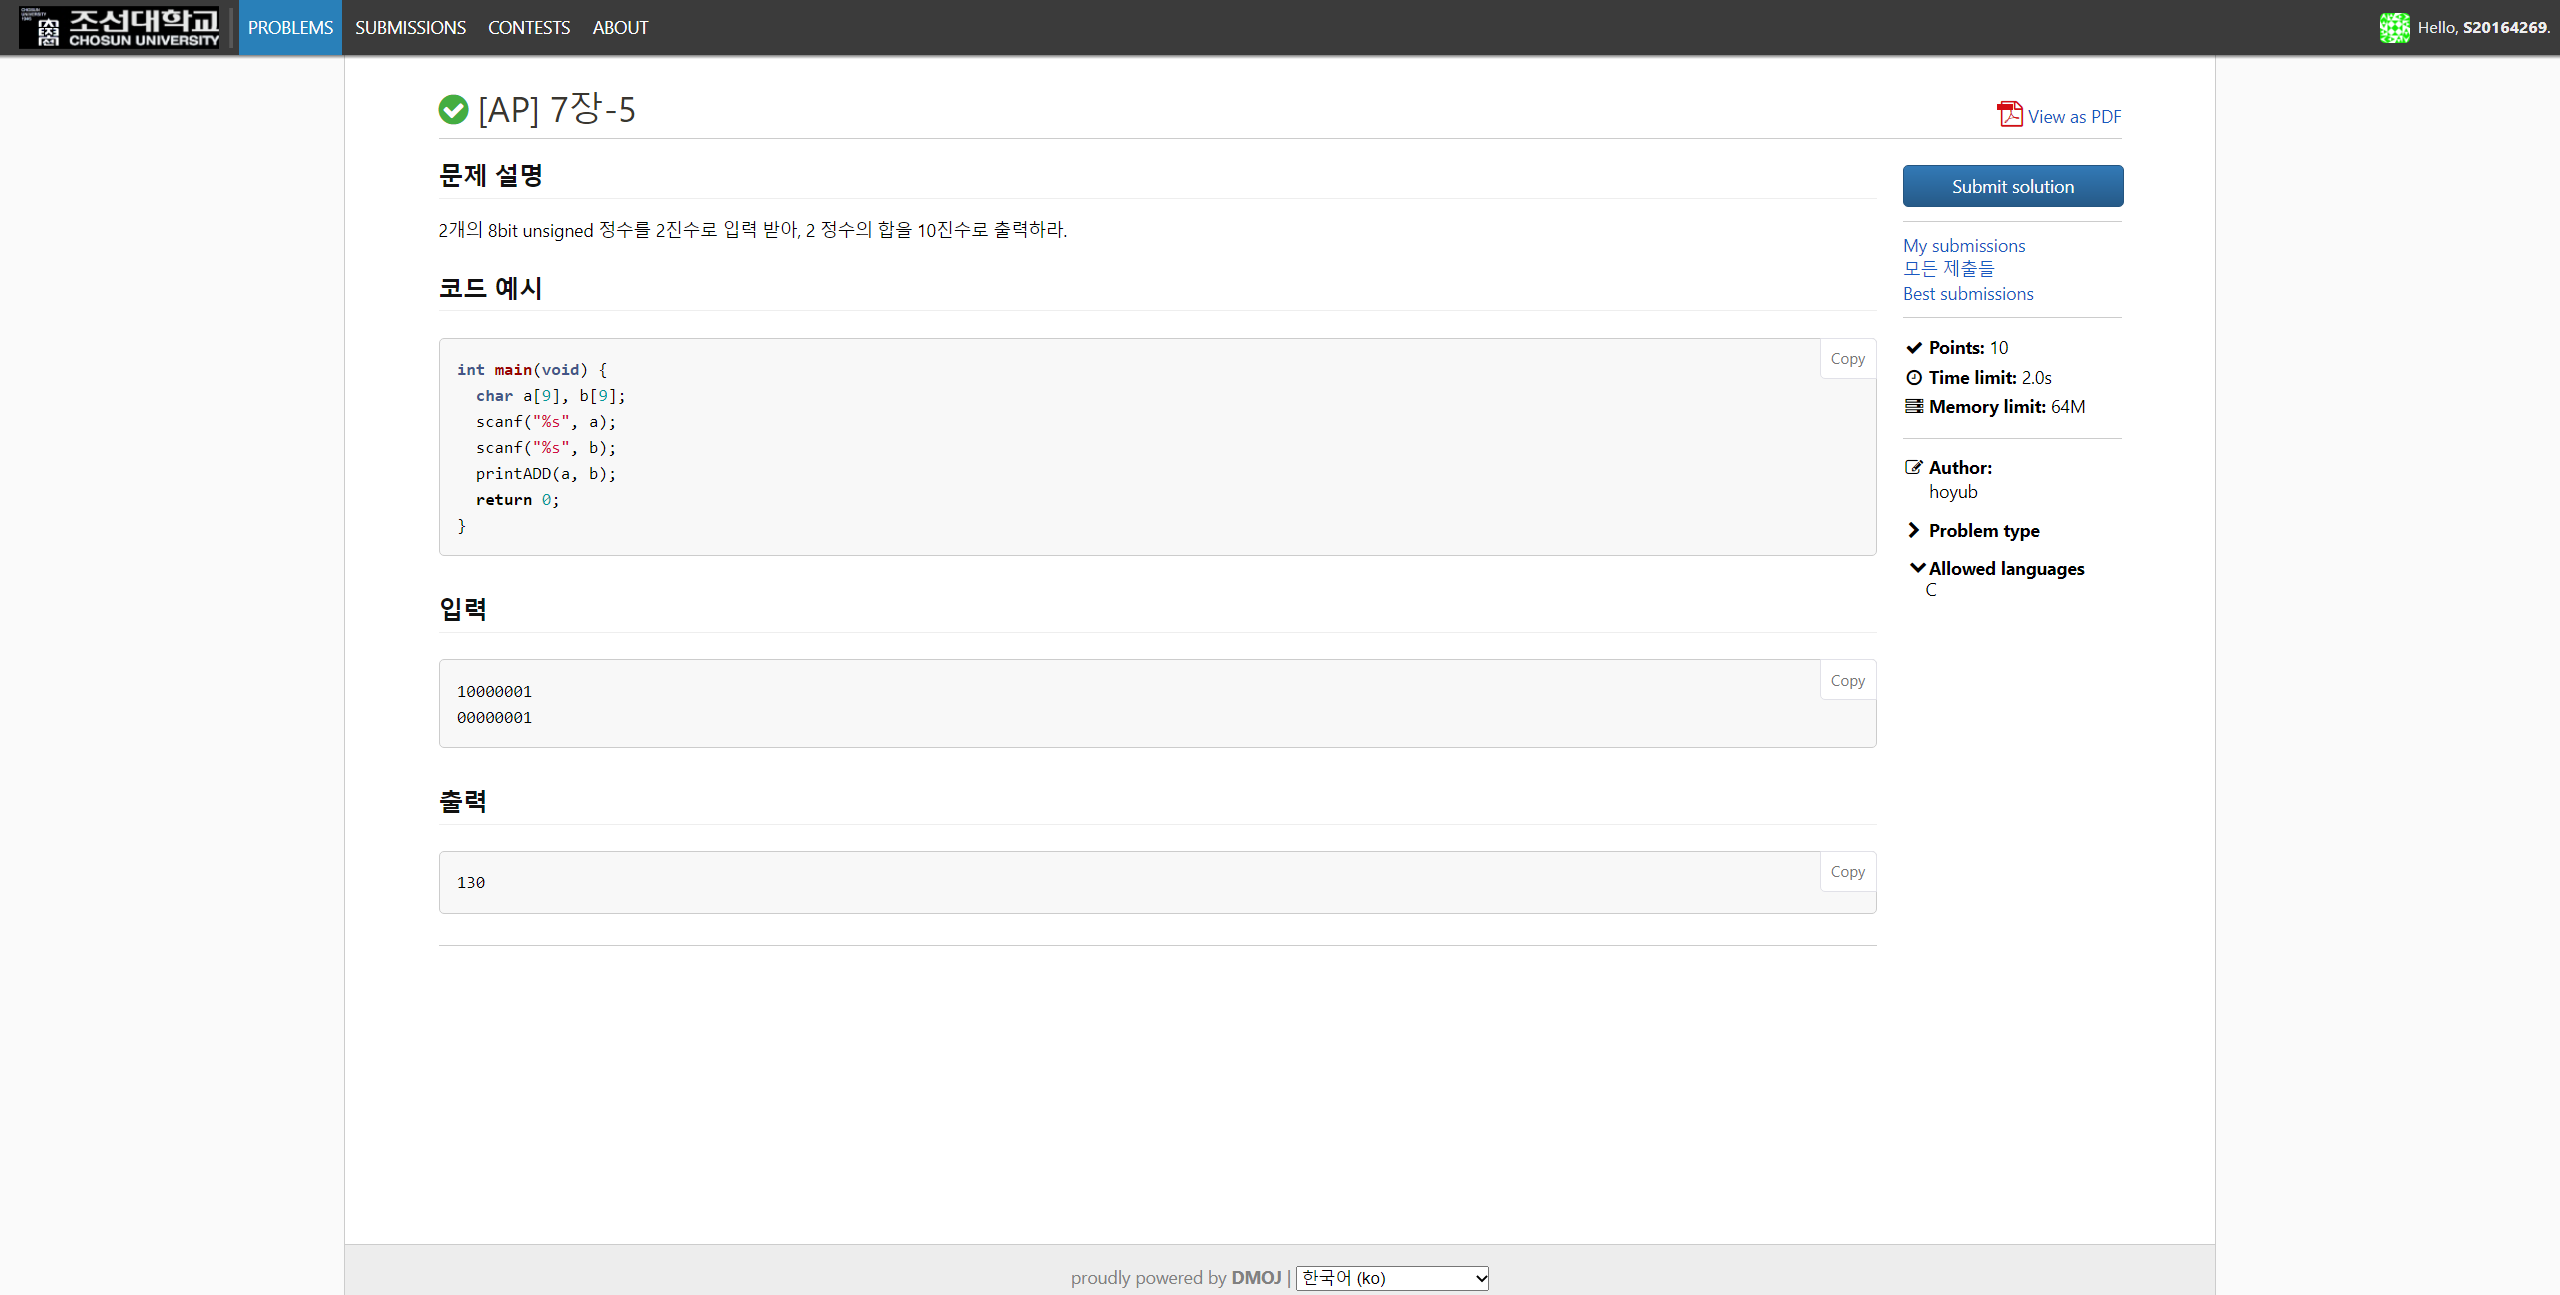 조선대학교
CHOSUN UNIVERSITY
PROBLEMS SUBMISSIONS CONTESTS ABOUT
Hello, S20164269.
[AP] 7장-5
View as PDF
문제 설명
2개의 8bit unsigned 정수를 2진수로 입력 받아, 2 정수의 합을 10진수로 출력하라.
코드 예시
Copy
int main(void) {
  char a[9], b[9];
  scanf("%s", a);
  scanf("%s", b);
  printADD(a, b);
  return 0;
}
입력
Copy
10000001
00000001
출력
Copy
130
Submit solution
My submissions
모든 제출들
Best submissions
Points: 10
Time limit: 2.0s
Memory limit: 64M
Author:
hoyub
Problem type
Allowed languages
C
proudly powered by DMOJ | 한국어 (ko)